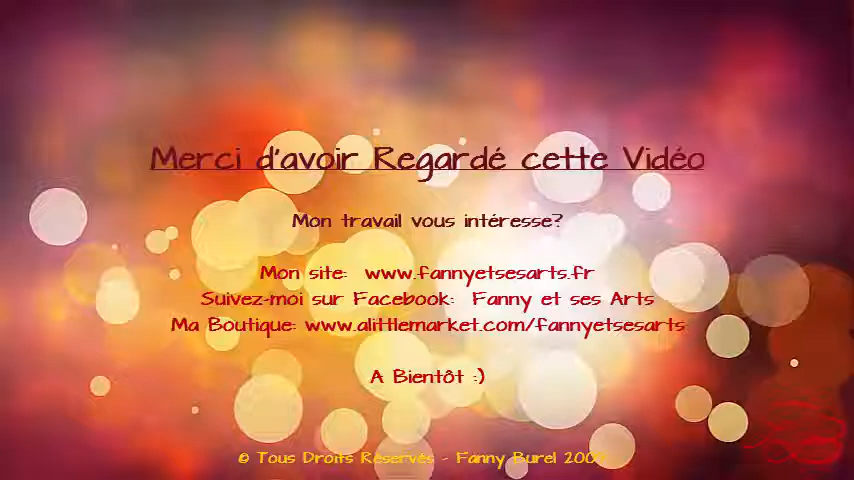 Merci d'avoir Regardé cette Vidéo
Mon travail vous intéresse?
Mon site: www.fannyetsesarts.fr
Suivez-moi sur Facebook: Fanny et ses Arts
Ma Boutique: www.alittlemarket.com/fannyetsesarts
A Bientôt :)
© Tous Droits Réservés - Fanny Burel